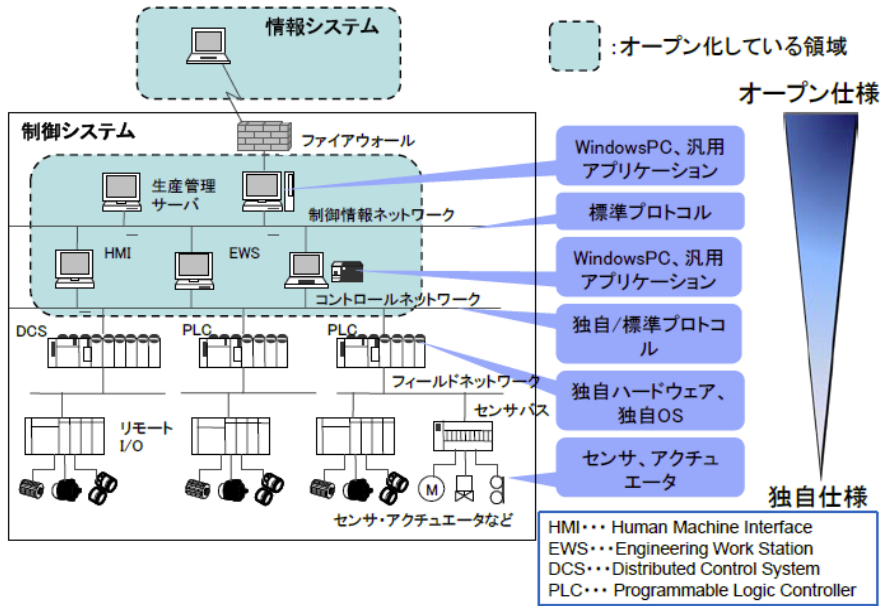 情報システム
:オープン化している領域
オープン仕様
制御システム
ファイアウォール
WindowsPC、汎用
アプリケーション
生産管理
サーバ
制御情報ネットワーク
標準プロトコル
HMI
EWS
WindowsPC、汎用
アプリケーション
コントロールネットワーク
独自/標準プロトコ
ル
DCS
PLC
PLC
フィールドネットワーク
独自ハードウェア、
独自OS
センサバス
リモート
I/O
センサ、アクチュ
エータ
M
独自仕様
センサ・アクチュエータなど
HMI・・・ Human Machine Interface
EWS・・・Engineering Work Station
DCS・・・Distributed Control System
PLC・・・ Programmable Logic Controller